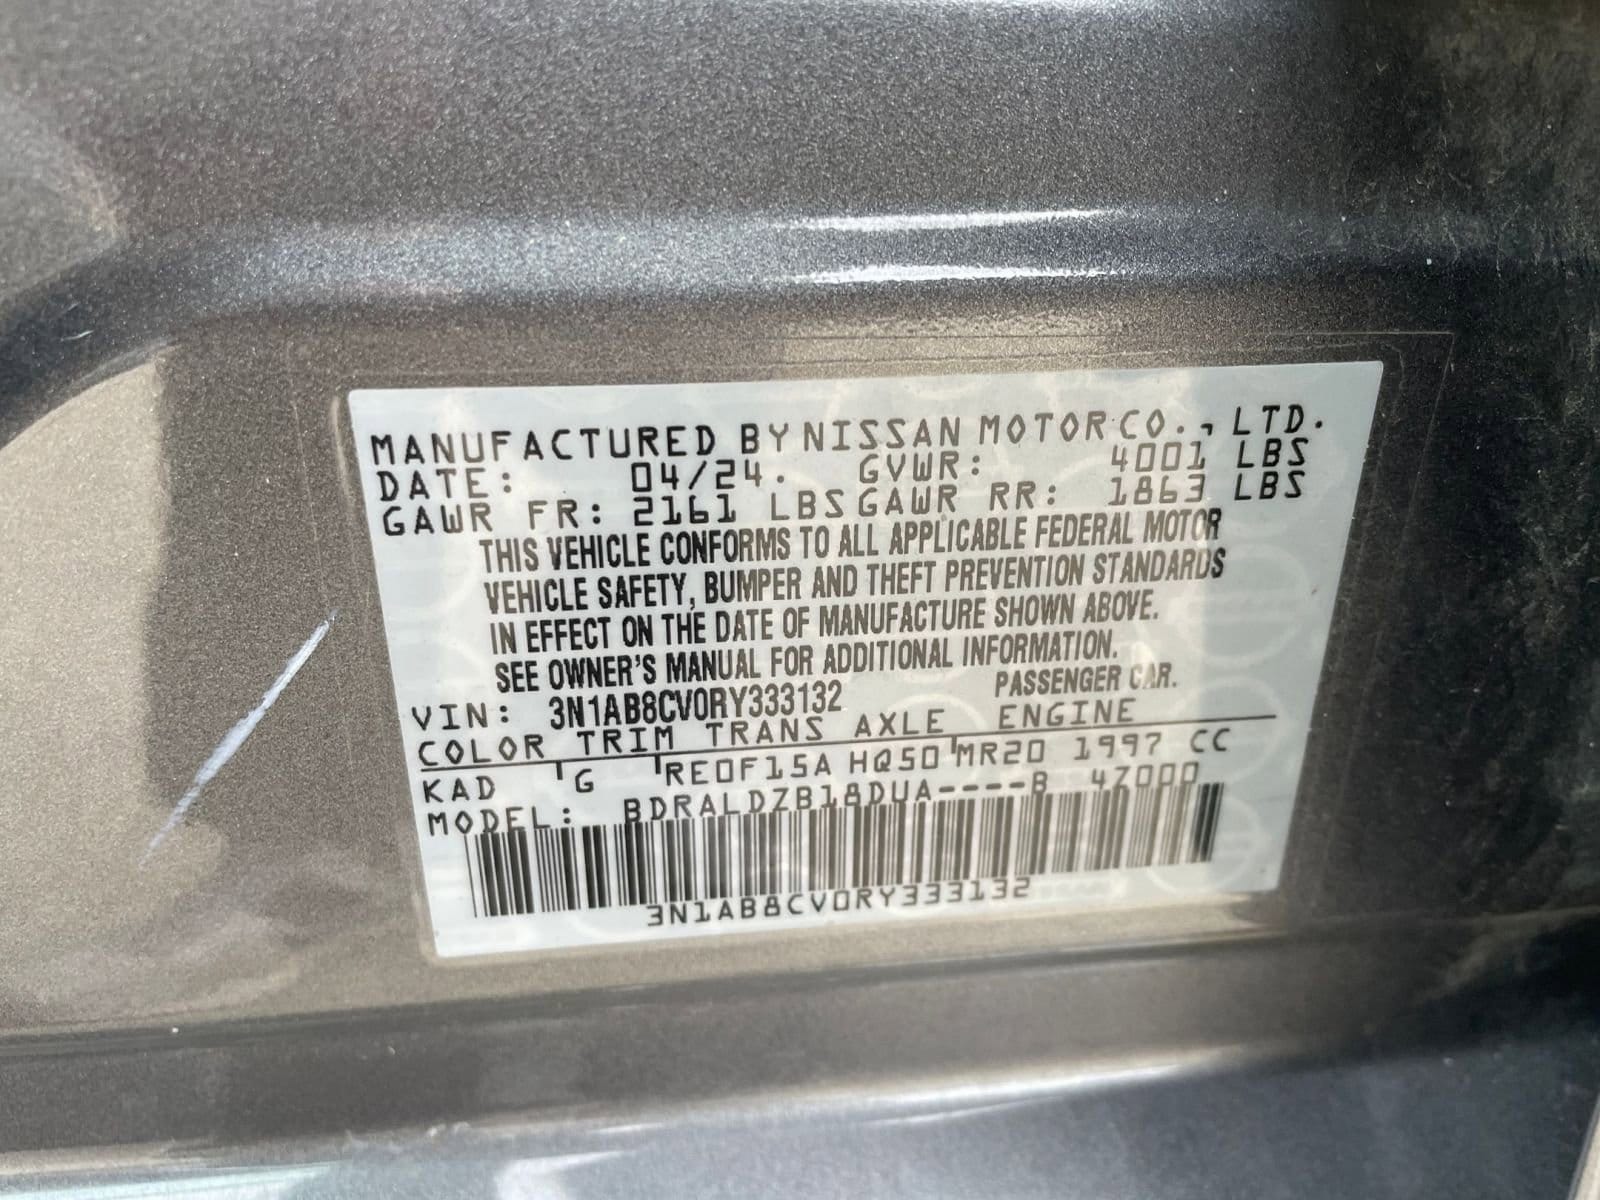 MANUFACTURED BY NISSAN MOTOR CO., LTD.
DATE: 04/24. GVWR: 4001 LBS
GAWR FR: 2161 LBS GAWR RR: 1863 LBS
THIS VEHICLE CONFORMS TO ALL APPLICABLE FEDERAL MOTOR
VEHICLE SAFETY, BUMPER AND THEFT PREVENTION STANDARDS
IN EFFECT ON THE DATE OF MANUFACTURE SHOWN ABOVE.
SEE OWNER'S MANUAL FOR ADDITIONAL INFORMATION.
VIN: 3N1AB8CV0RY333132 PASSENGER CAR.
COLOR TRIM TRANS AXLE ENGINE
KAD G RE0F15A HQ50 MR20 1997 CC
MODEL: BDRALDZB18DUA----B 4Z000
3N1AB8CV0RY333132